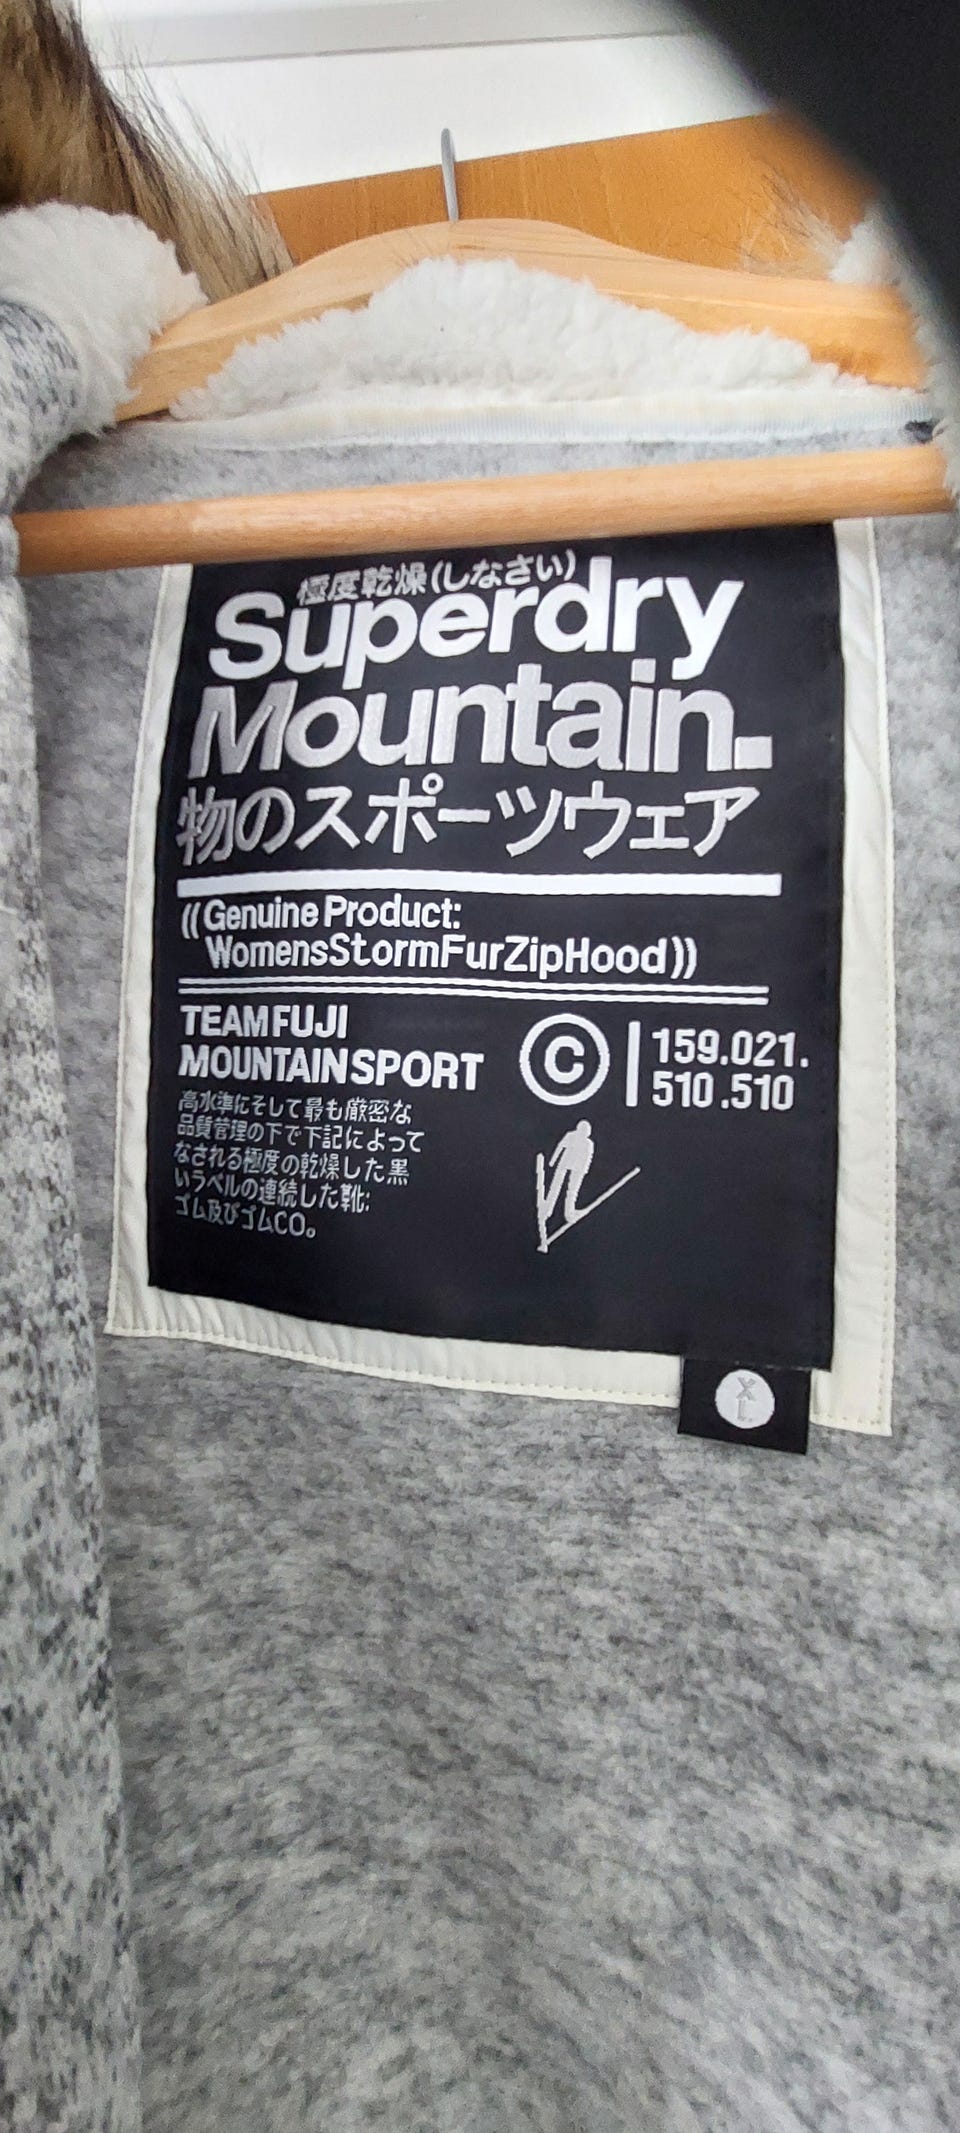 極度乾燥(しなさい)
Superdry
Mountain.
物のスポーツウェア
((Genuine Product:
WomensStormFurZipHood))
TEAM FUJI
MOUNTAIN SPORT
© 159.021.
510.510
高水準にそして最も厳密な
品質管理の下で下記によって
なされる極度の乾燥した黒
いラベルの連続した靴:
ゴム及びゴムCO。
XL